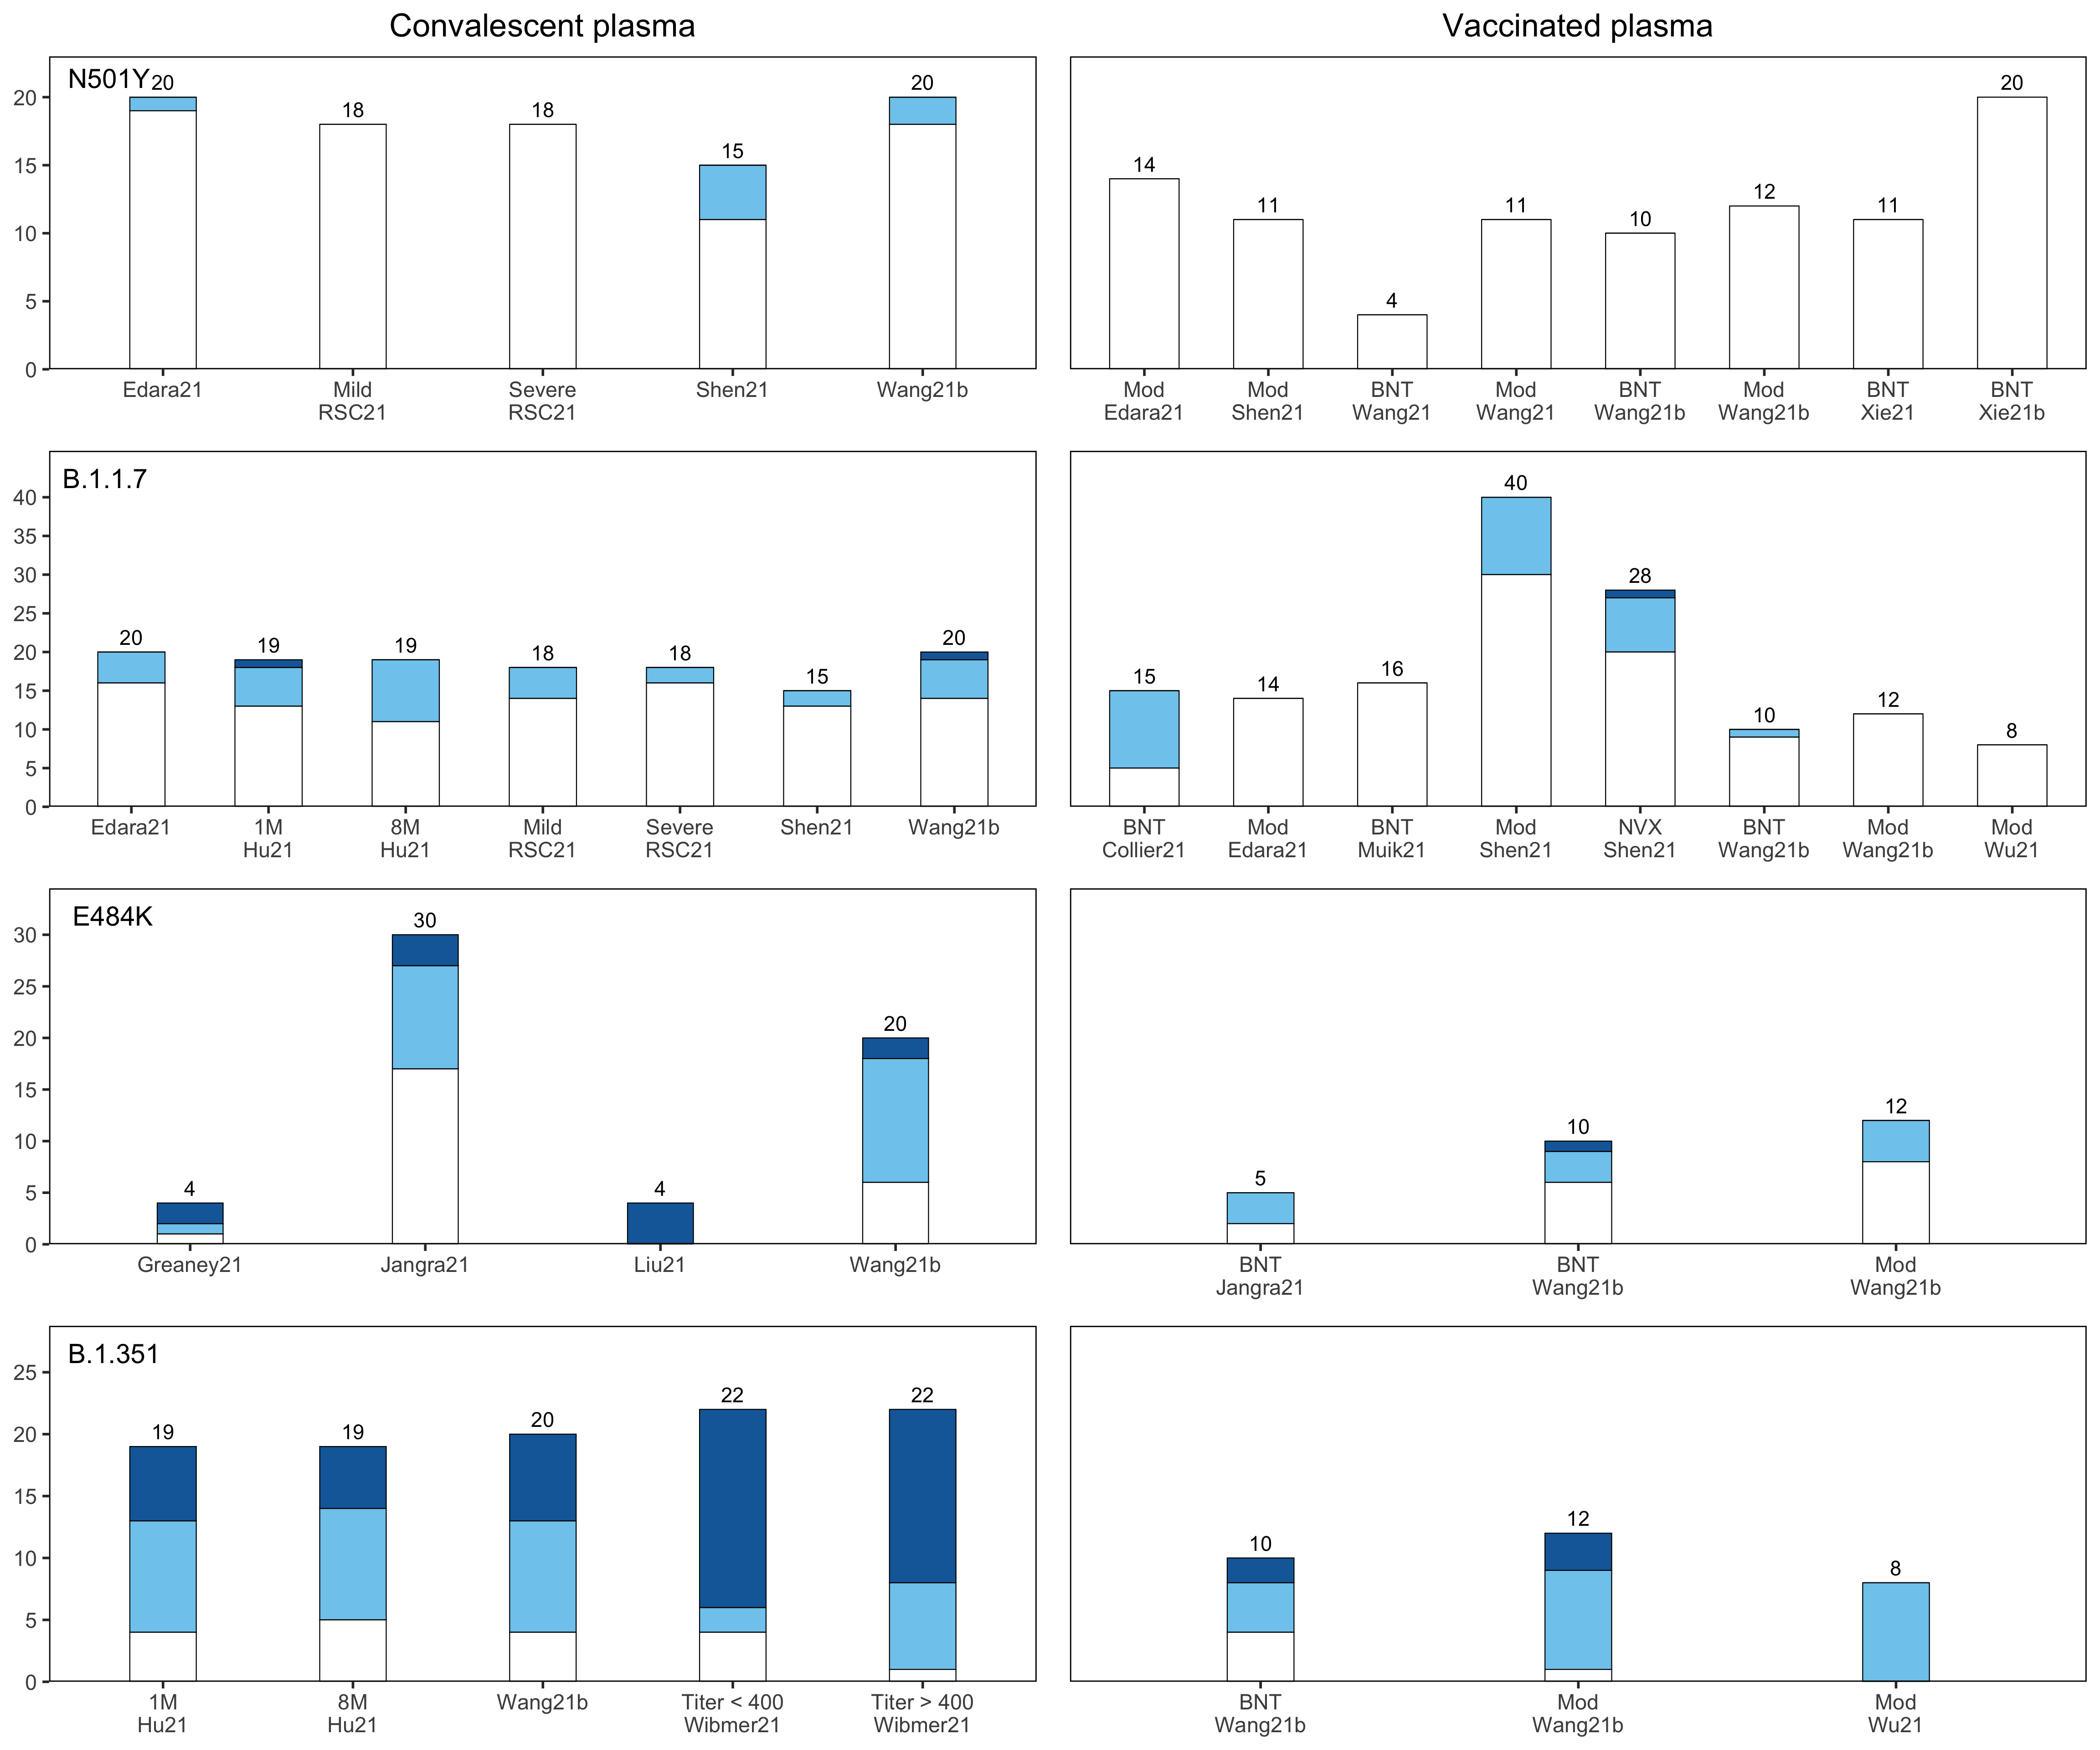 Convalescent plasma
Vaccinated plasma
N501Y
20 18 18 15 20
20
15
10
5
0
Edara21 Mild Severe Shen21 Wang21b
RSC21 RSC21
14 11 4 11 10 12 11 20
Mod Mod BNT Mod BNT Mod BNT BNT
Edara21 Shen21 Wang21 Wang21 Wang21b Wang21b Xie21 Xie21b
B.1.1.7
20 19 19 18 18 15 20
40
35
30
25
20
15
10
5
0
Edara21 1M 8M Mild Severe Shen21 Wang21b
Hu21 Hu21 RSC21 RSC21
15 14 16 40 28 10 12 8
BNT Mod BNT Mod NVX BNT Mod Mod
Collier21 Edara21 Muik21 Shen21 Shen21 Wang21b Wang21b Wu21
E484K
4 30 4 20
30
25
20
15
10
5
0
Greaney21 Jangra21 Liu21 Wang21b
5 10 12
BNT BNT Mod
Jangra21 Wang21b Wang21b
B.1.351
19 19 20 22 22
25
20
15
10
5
0
1M 8M Wang21b Titer < 400 Titer > 400
Hu21 Hu21 Wibmer21 Wibmer21
10 12 8
BNT Mod Mod
Wang21b Wang21b Wu21